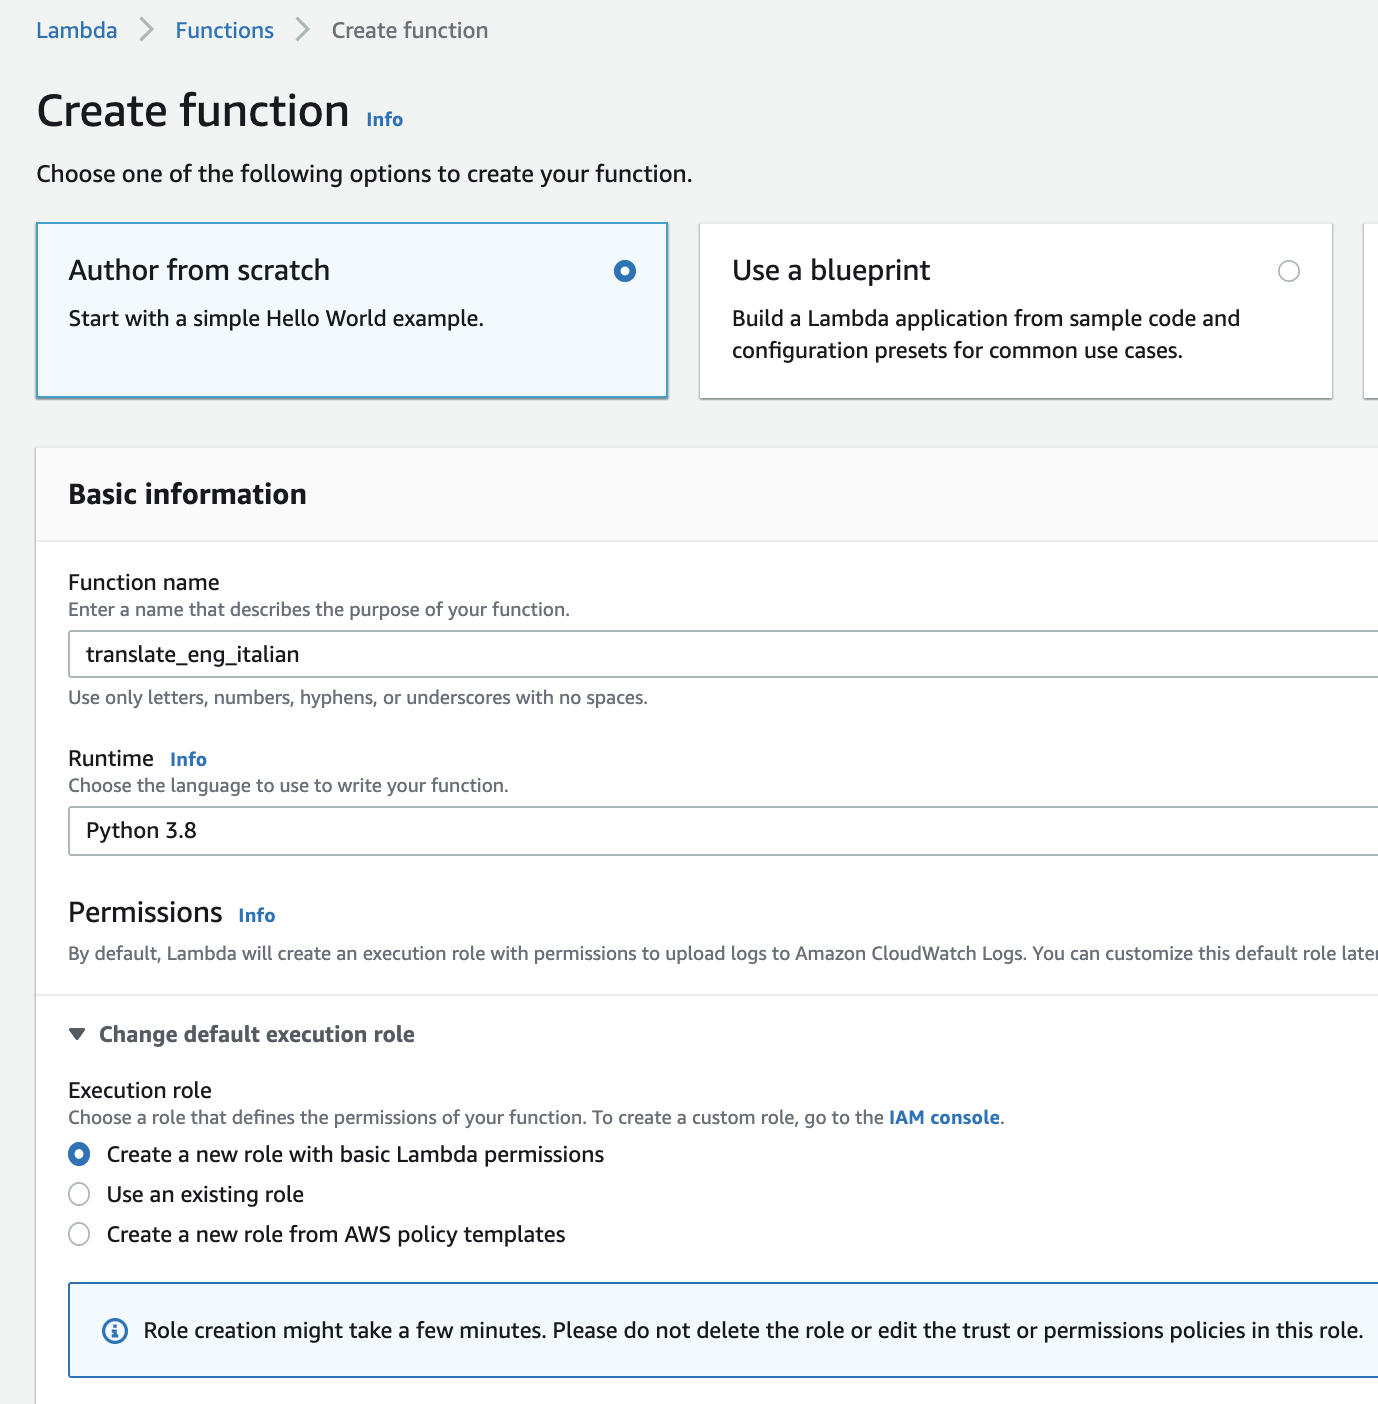 Lambda > Functions > Create function
Create function Info
Choose one of the following options to create your function.
Author from scratch
Start with a simple Hello World example.
Use a blueprint
Build a Lambda application from sample code and
configuration presets for common use cases.
Basic information
Function name
Enter a name that describes the purpose of your function.
translate_eng_italian
Use only letters, numbers, hyphens, or underscores with no spaces.
Runtime Info
Choose the language to use to write your function.
Python 3.8
Permissions Info
By default, Lambda will create an execution role with permissions to upload logs to Amazon CloudWatch Logs. You can customize this default role later
Change default execution role
Execution role
Choose a role that defines the permissions of your function. To create a custom role, go to the IAM console.
Create a new role with basic Lambda permissions
Use an existing role
Create a new role from AWS policy templates
Role creation might take a few minutes. Please do not delete the role or edit the trust or permissions policies in this role.